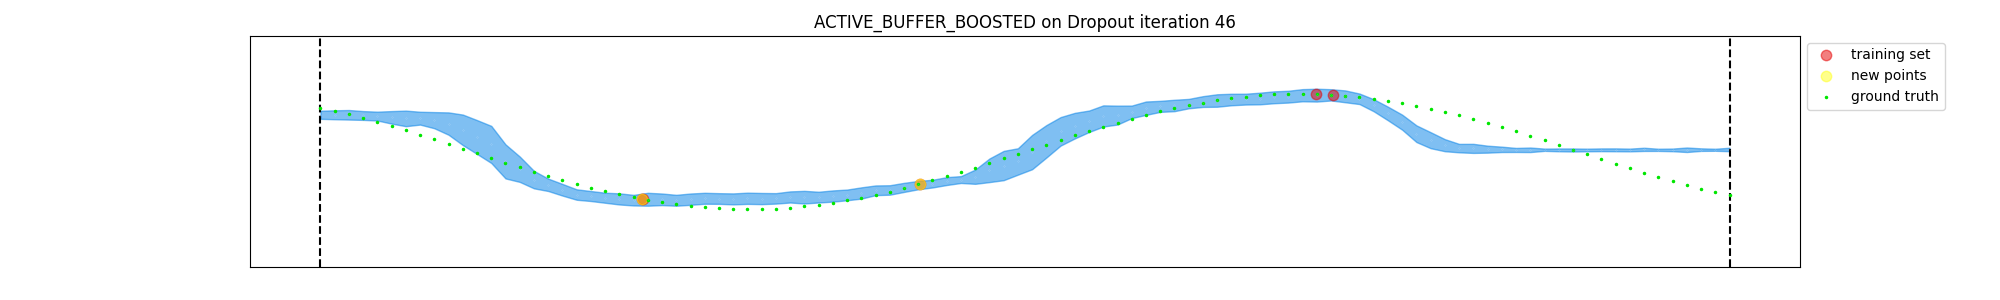 ACTIVE_BUFFER_BOOSTED on Dropout iteration 46
training set
new points
ground truth